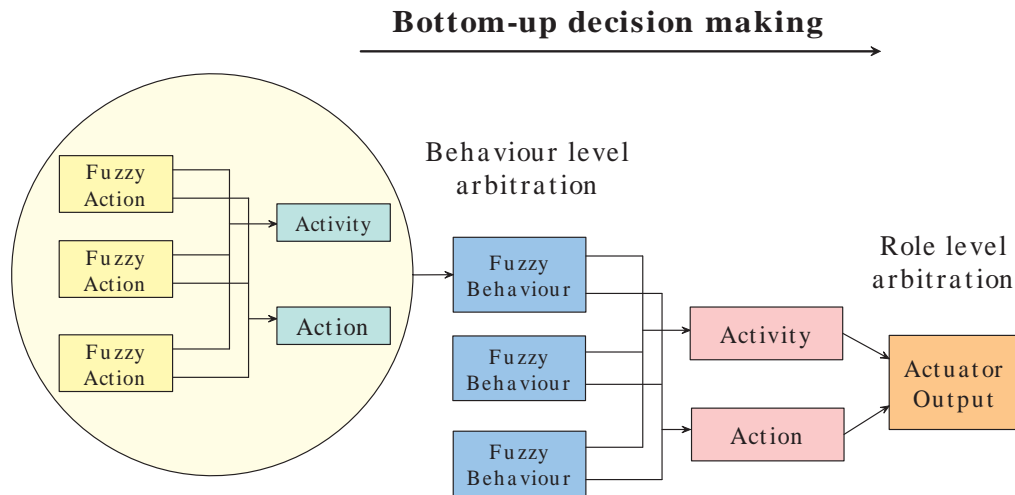 Bottom-up decision making
Behaviour level
arbitration
Role level
arbitration
Fuzzy
Action
Fuzzy
Action
Fuzzy
Action
Activity
Action
Fuzzy
Behaviour
Fuzzy
Behaviour
Fuzzy
Behaviour
Activity
Action
Actuator
Output